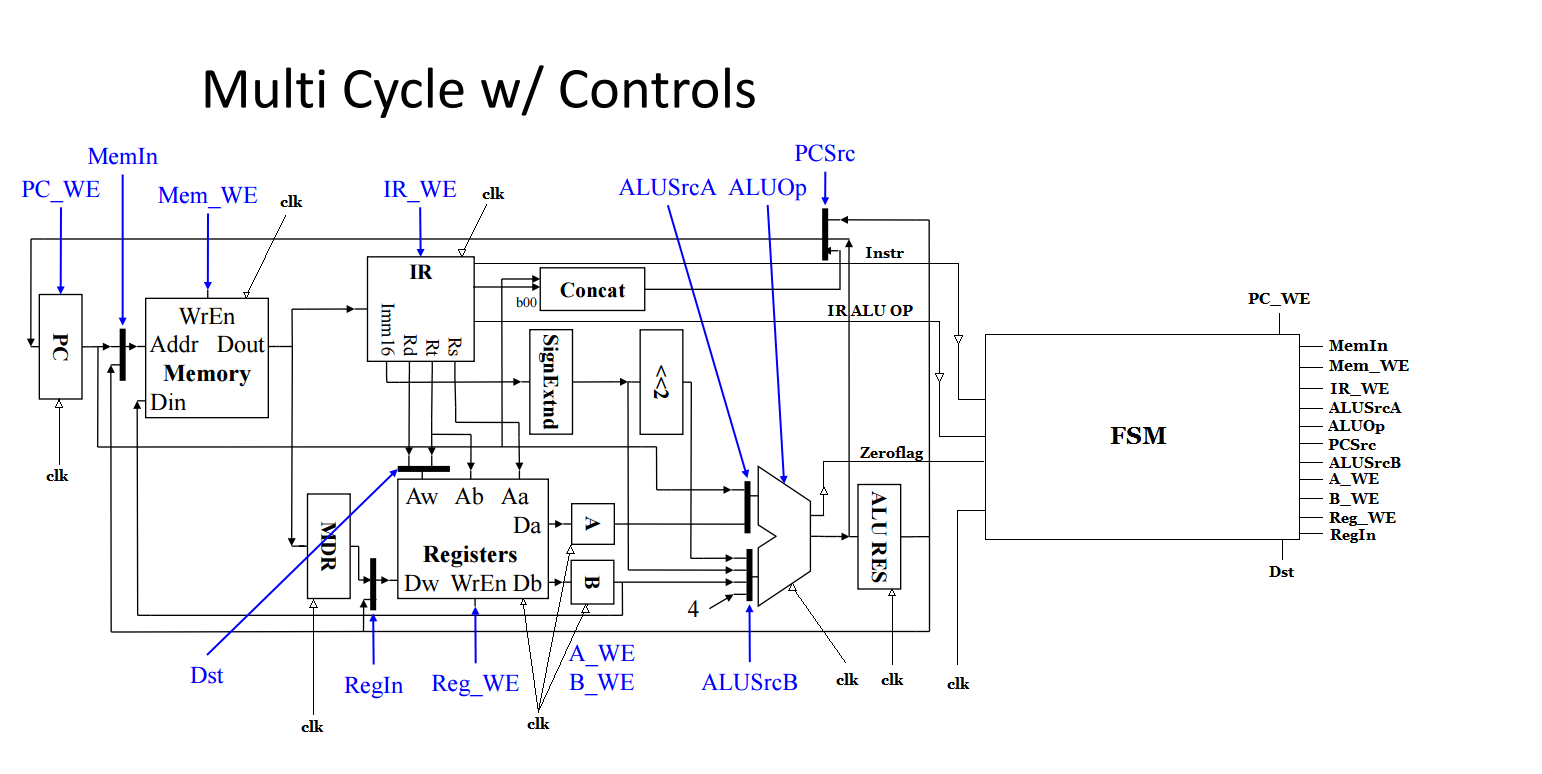 Multi Cycle w/ Controls
MemIn
PCSrc
PC_WE
Mem_WE
clk
IR_WE
clk
ALUSrcA
ALUOp
Instr
IR
Concat
b00
IR ALU OP
PC_WE
PC
WrEn
Addr
Dout
Memory
Din
Imm16
Rd
Rt
Rs
SignExtnd
<<2
FSM
MemIn
Mem_WE
IR_WE
ALUSrcA
ALUOp
PCSrc
ALUSrcB
A_WE
B_WE
Reg_WE
RegIn
Dst
clk
Zeroflag
MDR
Aw
Ab
Aa
Da
Registers
Dw
WrEn
Db
A
B
4
ALU RES
Dst
RegIn
Reg_WE
A_WE
B_WE
ALUSrcB
clk
clk
clk
clk
clk